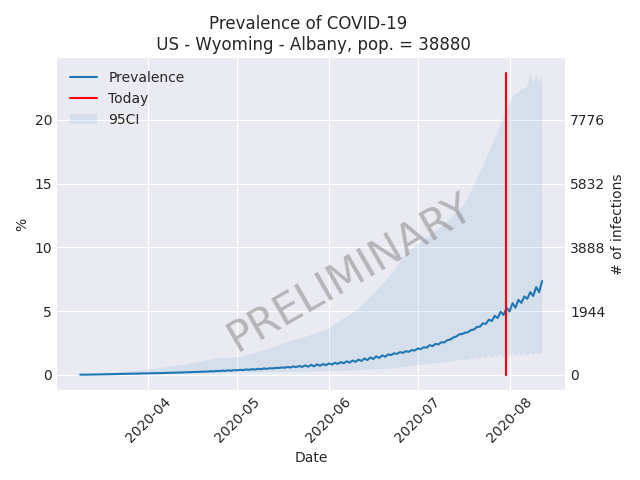 Prevalence of COVID-19
US - Wyoming - Albany, pop. = 38880
Prevalence
Today
95CI
%
20
15
10
5
0
7776
5832
3888
1944
0
# of infections
PRELIMINARY
2020-04
2020-05
2020-06
2020-07
2020-08
Date